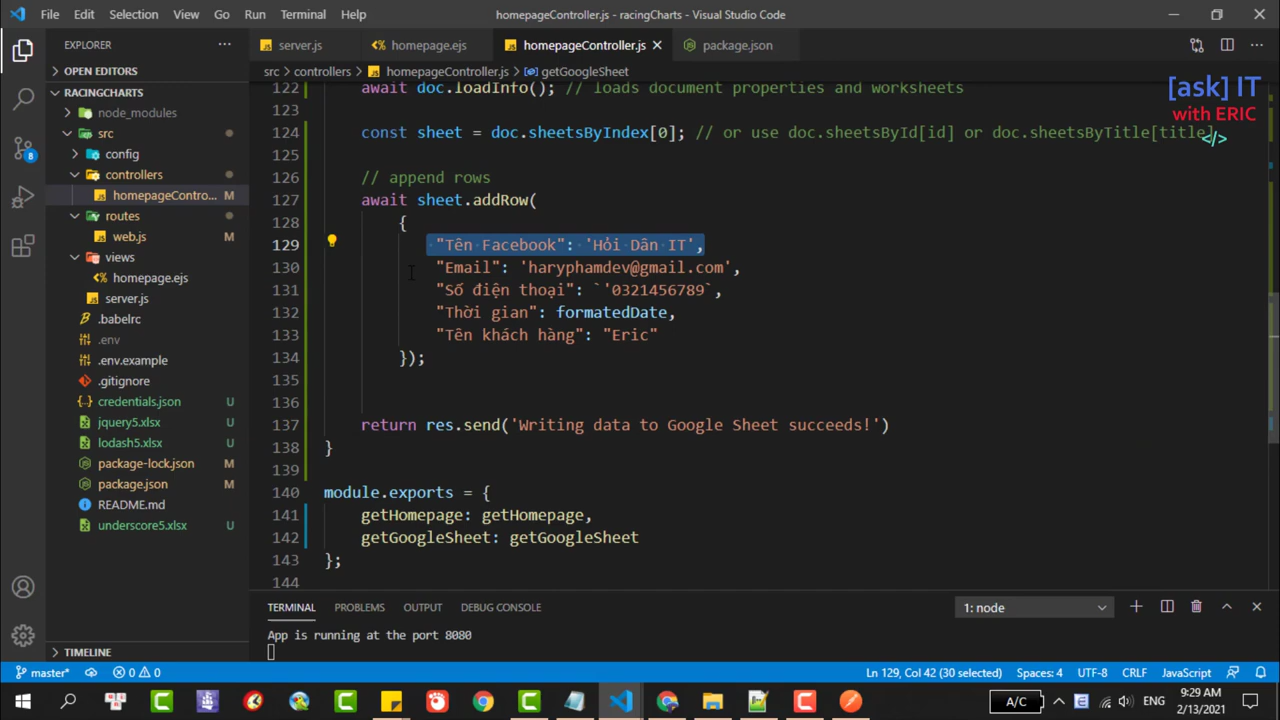 File Edit Selection View Go Run Terminal Help homepageController.js - racingCharts - Visual Studio Code
EXPLORER
server.js homepage.ejs homepageController.js package.json
OPEN EDITORS
src controllers homepageController.js getGoogleSheet
RACINGCHARTS
node_modules
src
config
controllers
homepageContro... M
routes
web.js M
views
homepage.ejs
server.js
.babelrc
.env
.env.example
.gitignore
credentials.json U
jquery5.xlsx U
lodash5.xlsx U
package-lock.json M
package.json M
README.md
underscore5.xlsx U
TIMELINE
8
[ask] IT
with ERIC
</>
122 await doc.loadInfo(); // loads document properties and worksheets
123
124 const sheet = doc.sheetsByIndex[0]; // or use doc.sheetsById[id] or doc.sheetsByTitle[title]
125
126 // append rows
127 await sheet.addRow(
128 {
129 "Tên Facebook": 'Hỏi Dân IT',
130 "Email": 'haryphamdev@gmail.com',
131 "Số điện thoại": `'0321456789`,
132 "Thời gian": formatedDate,
133 "Tên khách hàng": "Eric"
134 });
135
136
137 return res.send('Writing data to Google Sheet succeeds!')
138 }
139
140 module.exports = {
141 getHomepage: getHomepage,
142 getGoogleSheet: getGoogleSheet
143 };
144
TERMINAL PROBLEMS OUTPUT DEBUG CONSOLE 1: node
App is running at the port 8080
master* 0 0 Ln 129, Col 42 (30 selected) Spaces: 4 UTF-8 CRLF JavaScript
A/C ENG 9:29 AM
2/13/2021